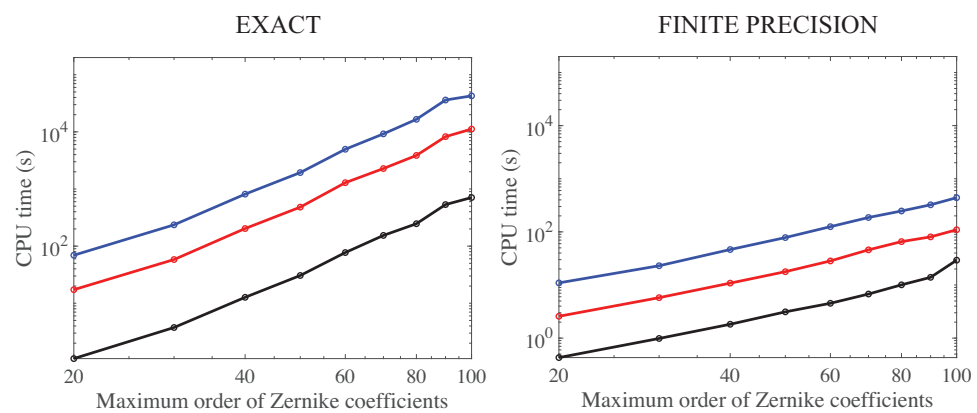 EXACT
CPU time (s)
10^4
10^2
20
40
60
80
100
Maximum order of Zernike coefficients
FINITE PRECISION
CPU time (s)
10^4
10^2
10^0
20
40
60
80
100
Maximum order of Zernike coefficients